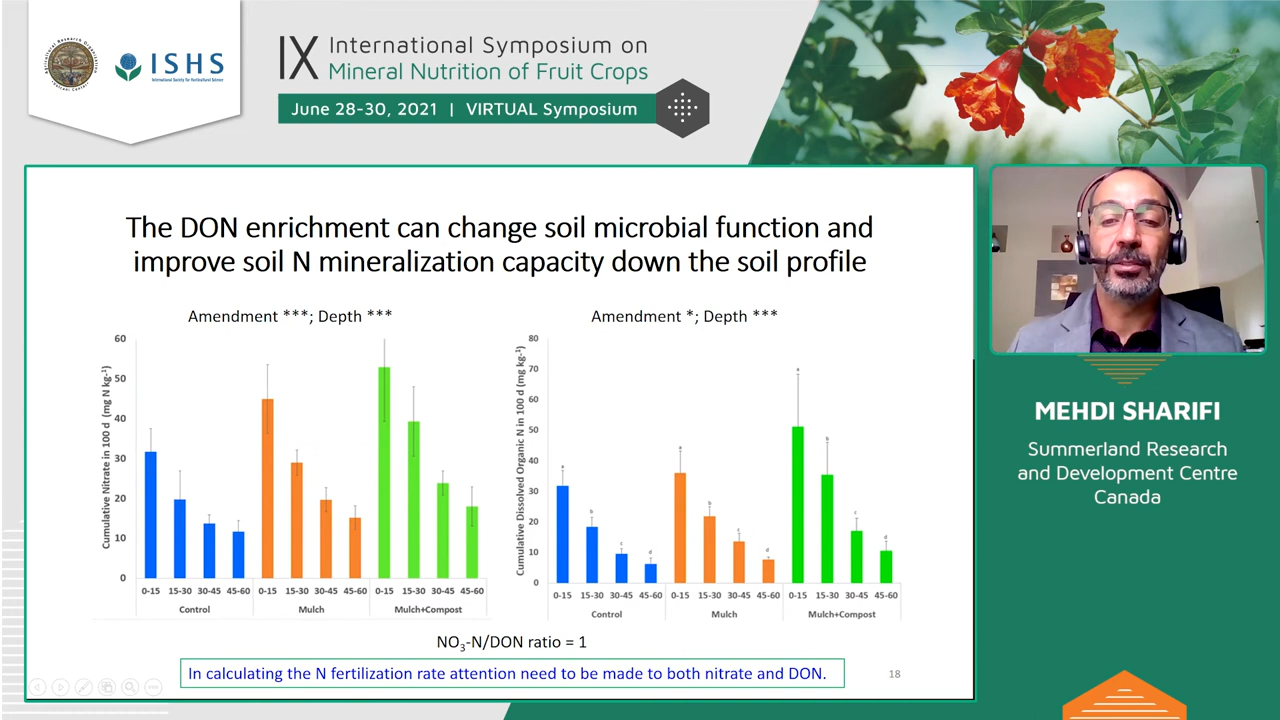 ISHS
International Society for Horticultural Science
IX International Symposium on
Mineral Nutrition of Fruit Crops
June 28-30, 2021 | VIRTUAL Symposium
The DON enrichment can change soil microbial function and
improve soil N mineralization capacity down the soil profile
Amendment ***; Depth ***
Cumulative Nitrate in 100 d (mg N kg-1)
60
50
40
30
20
10
0
0-15 15-30 30-45 45-60 0-15 15-30 30-45 45-60 0-15 15-30 30-45 45-60
Control Mulch Mulch+Compost
Amendment *; Depth ***
Cumulative Dissolved Organic N in 100 d (mg kg-1)
80
70
60
50
40
30
20
10
0
a b c d a b c d a b c d
0-15 15-30 30-45 45-60 0-15 15-30 30-45 45-60 0-15 15-30 30-45 45-60
Control Mulch Mulch+Compost
NO3-N/DON ratio = 1
In calculating the N fertilization rate attention need to be made to both nitrate and DON.
18
MEHDI SHARIFI
Summerland Research
and Development Centre
Canada